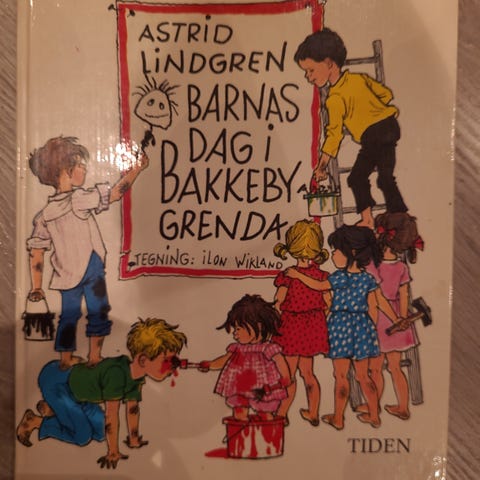 ASTRID
LINDGREN
BARNAS
DAG i
BAKKEBY
GRENDA
TEGNING: iLON WiKLAND
TIDEN